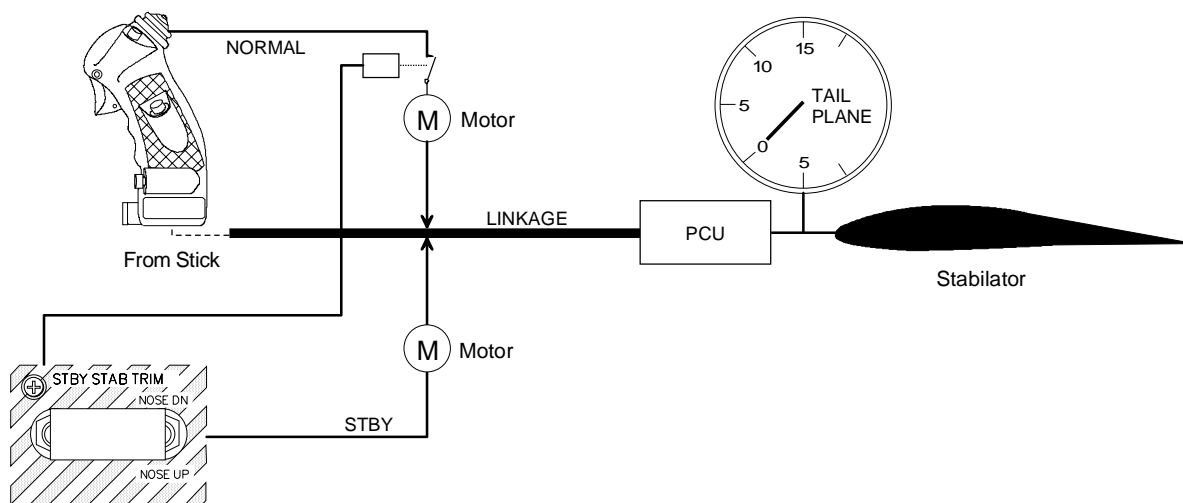 NORMAL
M Motor
15
10
5
0
5
TAIL
PLANE
LINKAGE
PCU
From Stick
Stabilator
M Motor
STBY STAB TRIM
NOSE DN
STBY
NOSE UP